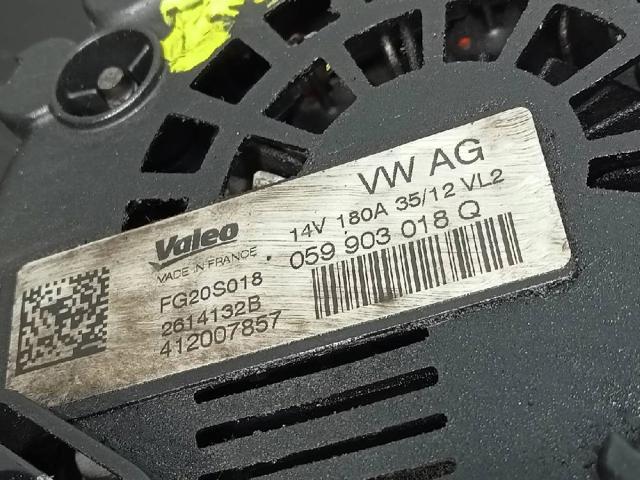 VW AG
14V 180A 35/12 VL2
059 903 018 Q
Valeo
MADE IN FRANCE
FG20S018
2614132B
412007857